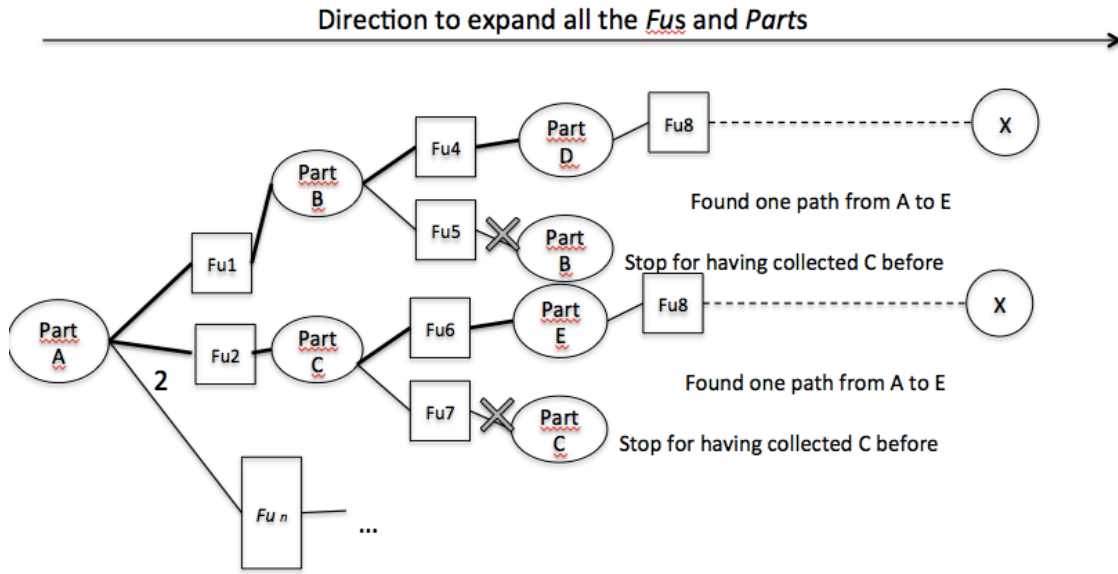 Direction to expand all the Fus and Parts
Part
D
Fu8
X
Fu4
Part
B
Found one path from A to E
Fu5
Part
B
Stop for having collected C before
Fu1
Part
A
Fu6
Part
E
Fu8
X
Fu2
Part
C
2
Found one path from A to E
Fu7
Part
C
Stop for having collected C before
Fu n
...